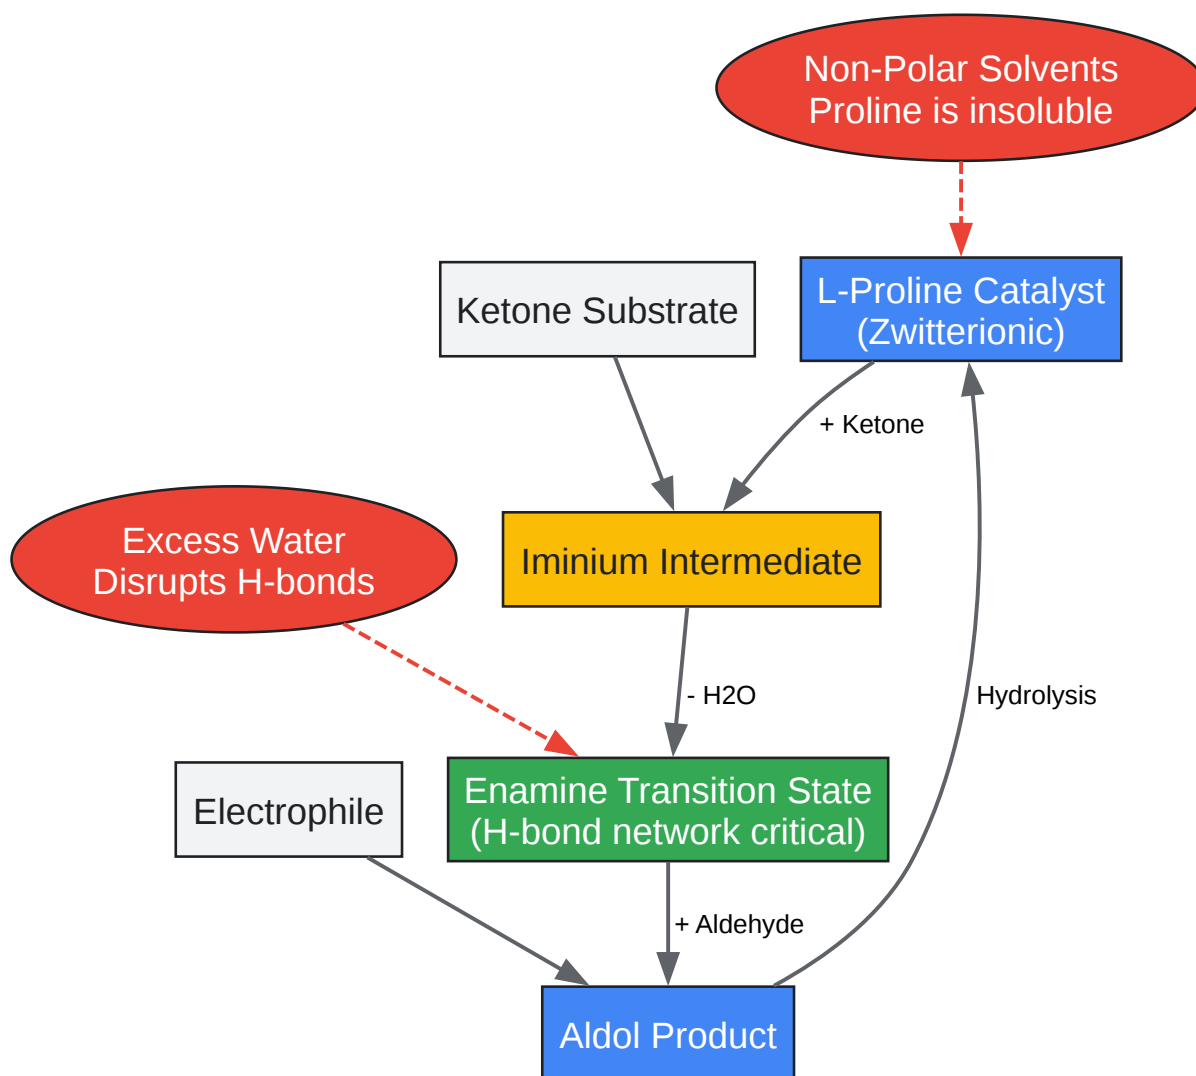 Non-Polar Solvents
Proline is insoluble
Ketone Substrate
L-Proline Catalyst
(Zwitterionic)
+ Ketone
Excess Water
Disrupts H-bonds
Iminium Intermediate
- H2O
Hydrolysis
Electrophile
Enamine Transition State
(H-bond network critical)
+ Aldehyde
Aldol Product